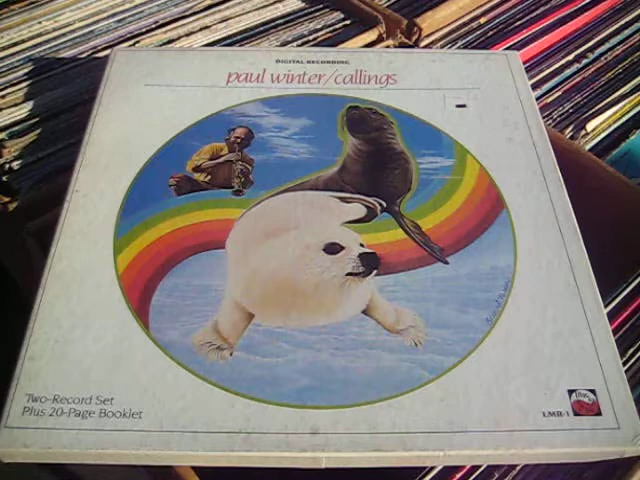 DIGITAL RECORDING
paul winter/callings
Two-Record Set
Plus 20-Page Booklet
LMR-1